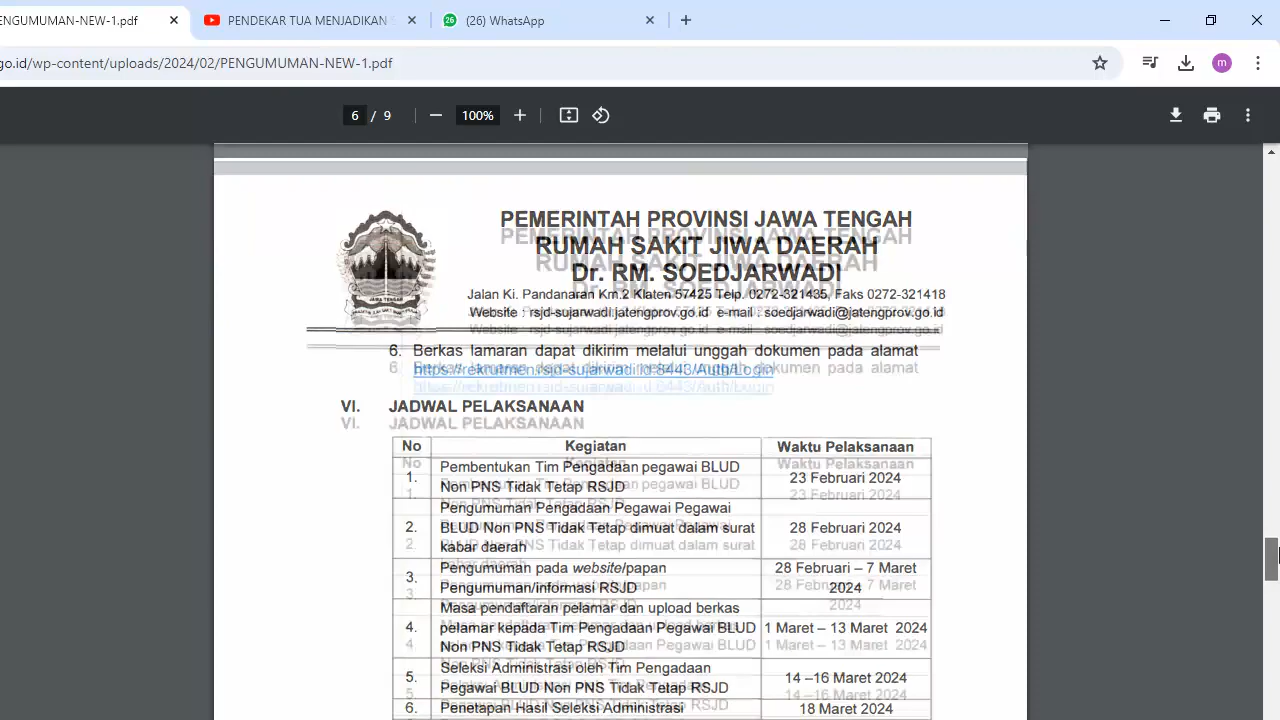 ENGUMUMAN-NEW-1.pdf
PENDEKAR TUA MENJADIKAN
26
(26) WhatsApp
go.id/wp-content/uploads/2024/02/PENGUMUMAN-NEW-1.pdf
m
6 / 9
100%
PEMERINTAH PROVINSI JAWA TENGAH
RUMAH SAKIT JIWA DAERAH
Dr. RM. SOEDJARWADI
Jalan Ki. Pandanaran Km.2 Klaten 57425 Telp. 0272-321435, Faks 0272-321418
Website : rsjd-sujarwadi.jatengprov.go.id e-mail : soedjarwadi@jatengprov.go.id
JAWA TENGAH
6. Berkas lamaran dapat dikirim melalui unggah dokumen pada alamat
https://rekrutmen.rsjd-sujarwadi.id:8443/Auth/Login
VI. JADWAL PELAKSANAAN
No Kegiatan Waktu Pelaksanaan
Pembentukan Tim Pengadaan pegawai BLUD
1. Non PNS Tidak Tetap RSJD 23 Februari 2024
Pengumuman Pengadaan Pegawai Pegawai
2. BLUD Non PNS Tidak Tetap dimuat dalam surat 28 Februari 2024
kabar daerah
3. Pengumuman pada website/papan 28 Februari – 7 Maret
Pengumuman/informasi RSJD 2024
Masa pendaftaran pelamar dan upload berkas
4. pelamar kepada Tim Pengadaan Pegawai BLUD 1 Maret – 13 Maret 2024
Non PNS Tidak Tetap RSJD
Seleksi Administrasi oleh Tim Pengadaan
5. Pegawai BLUD Non PNS Tidak Tetap RSJD 14 –16 Maret 2024
6. Penetapan Hasil Seleksi Administrasi 18 Maret 2024